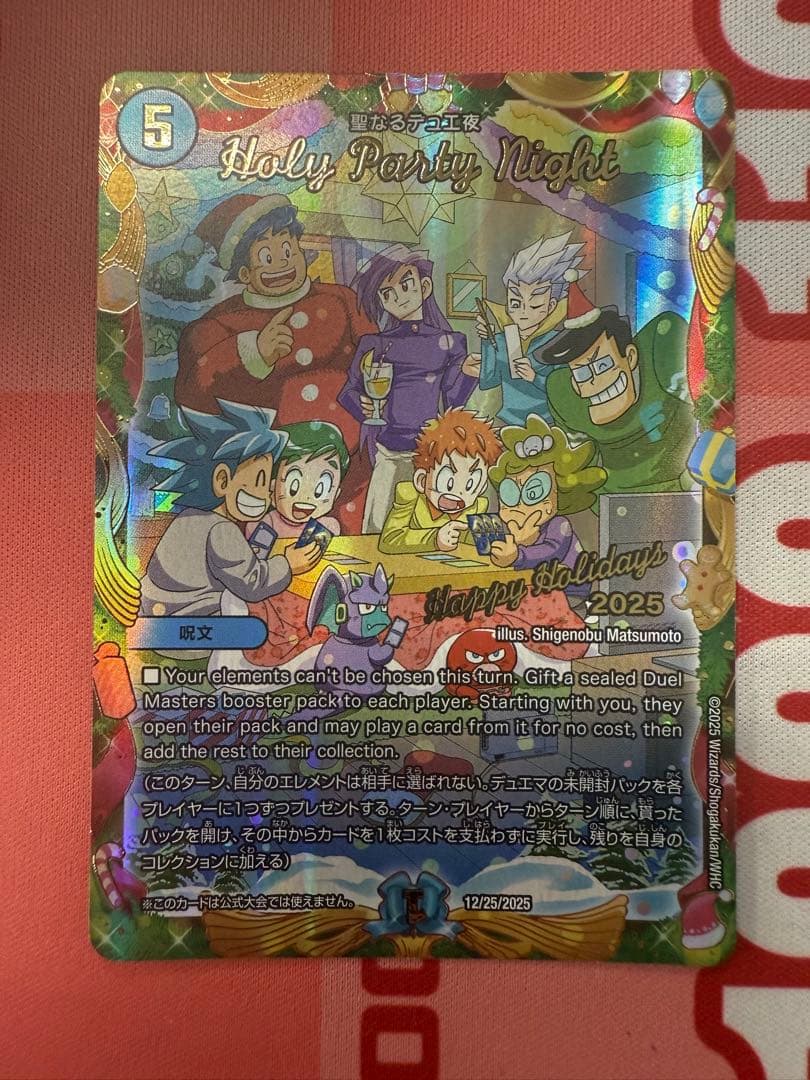 5
聖なるデュエ夜
Holy Party Night
F
Happy Holidays
2025
呪文
illus. Shigenobu Matsumoto
■ Your elements can't be chosen this turn. Gift a sealed Duel
Masters booster pack to each player. Starting with you, they
open their pack and may play a card from it for no cost, then
add the rest to their collection.
(このターン、自分のエレメントは相手に選ばれない。デュエマの未開封パックを各
プレイヤーに1つずつプレゼントする。ターン・プレイヤーからターン順に、貰った
パックを開け、その中からカードを1枚コストを支払わずに実行し、残りを自身の
コレクションに加える)
※このカードは公式大会では使えません。
12/25/2025
©2025 Wizards/Shogakukan/WHC